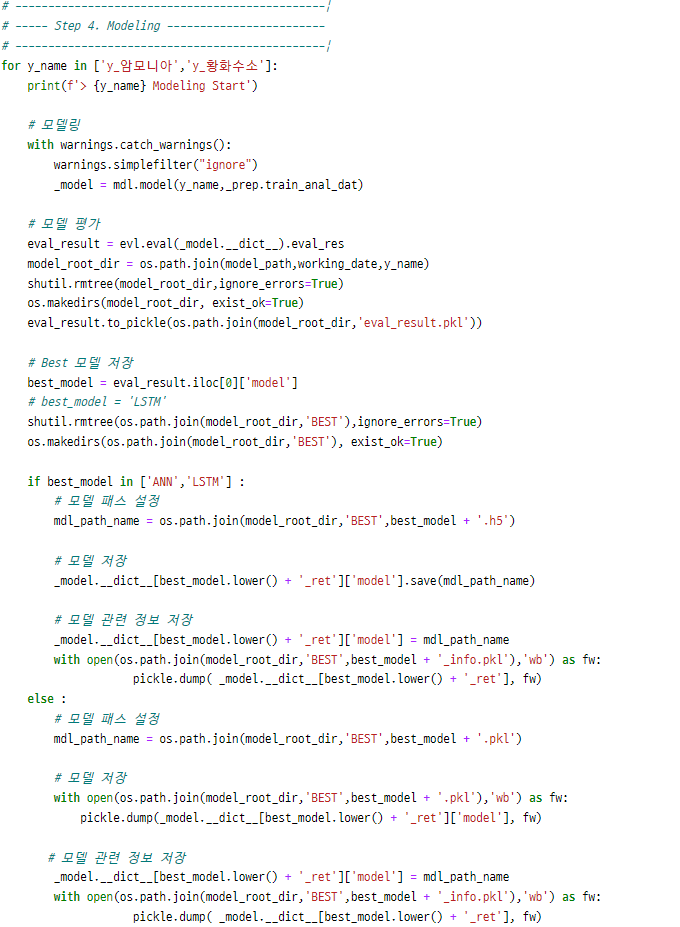 # -----------------------------------------------¦
# ----- Step 4. Modeling ------------------------
# -----------------------------------------------¦
for y_name in ['y_암모니아','y_황화수소']:
    print(f'> {y_name} Modeling Start')

    # 모델링
    with warnings.catch_warnings():
        warnings.simplefilter("ignore")
        _model = mdl.model(y_name,_prep.train_anal_dat)

    # 모델 평가
    eval_result = evl.eval(_model.__dict__).eval_res
    model_root_dir = os.path.join(model_path,working_date,y_name)
    shutil.rmtree(model_root_dir,ignore_errors=True)
    os.makedirs(model_root_dir, exist_ok=True)
    eval_result.to_pickle(os.path.join(model_root_dir,'eval_result.pkl'))

    # Best 모델 저장
    best_model = eval_result.iloc[0]['model']
    # best_model = 'LSTM'
    shutil.rmtree(os.path.join(model_root_dir,'BEST'),ignore_errors=True)
    os.makedirs(os.path.join(model_root_dir,'BEST'), exist_ok=True)

    if best_model in ['ANN','LSTM'] :
        # 모델 패스 설정
        mdl_path_name = os.path.join(model_root_dir,'BEST',best_model + '.h5')

        # 모델 저장
        _model.__dict__[best_model.lower() + '_ret']['model'].save(mdl_path_name)

        # 모델 관련 정보 저장
        _model.__dict__[best_model.lower() + '_ret']['model'] = mdl_path_name
        with open(os.path.join(model_root_dir,'BEST',best_model + '_info.pkl'),'wb') as fw:
                    pickle.dump( _model.__dict__[best_model.lower() + '_ret'], fw)
    else :
        # 모델 패스 설정
        mdl_path_name = os.path.join(model_root_dir,'BEST',best_model + '.pkl')

        # 모델 저장
        with open(os.path.join(model_root_dir,'BEST',best_model + '.pkl'),'wb') as fw:
            pickle.dump(_model.__dict__[best_model.lower() + '_ret']['model'], fw)

       # 모델 관련 정보 저장
        _model.__dict__[best_model.lower() + '_ret']['model'] = mdl_path_name
        with open(os.path.join(model_root_dir,'BEST',best_model + '_info.pkl'),'wb') as fw:
                    pickle.dump( _model.__dict__[best_model.lower() + '_ret'], fw)